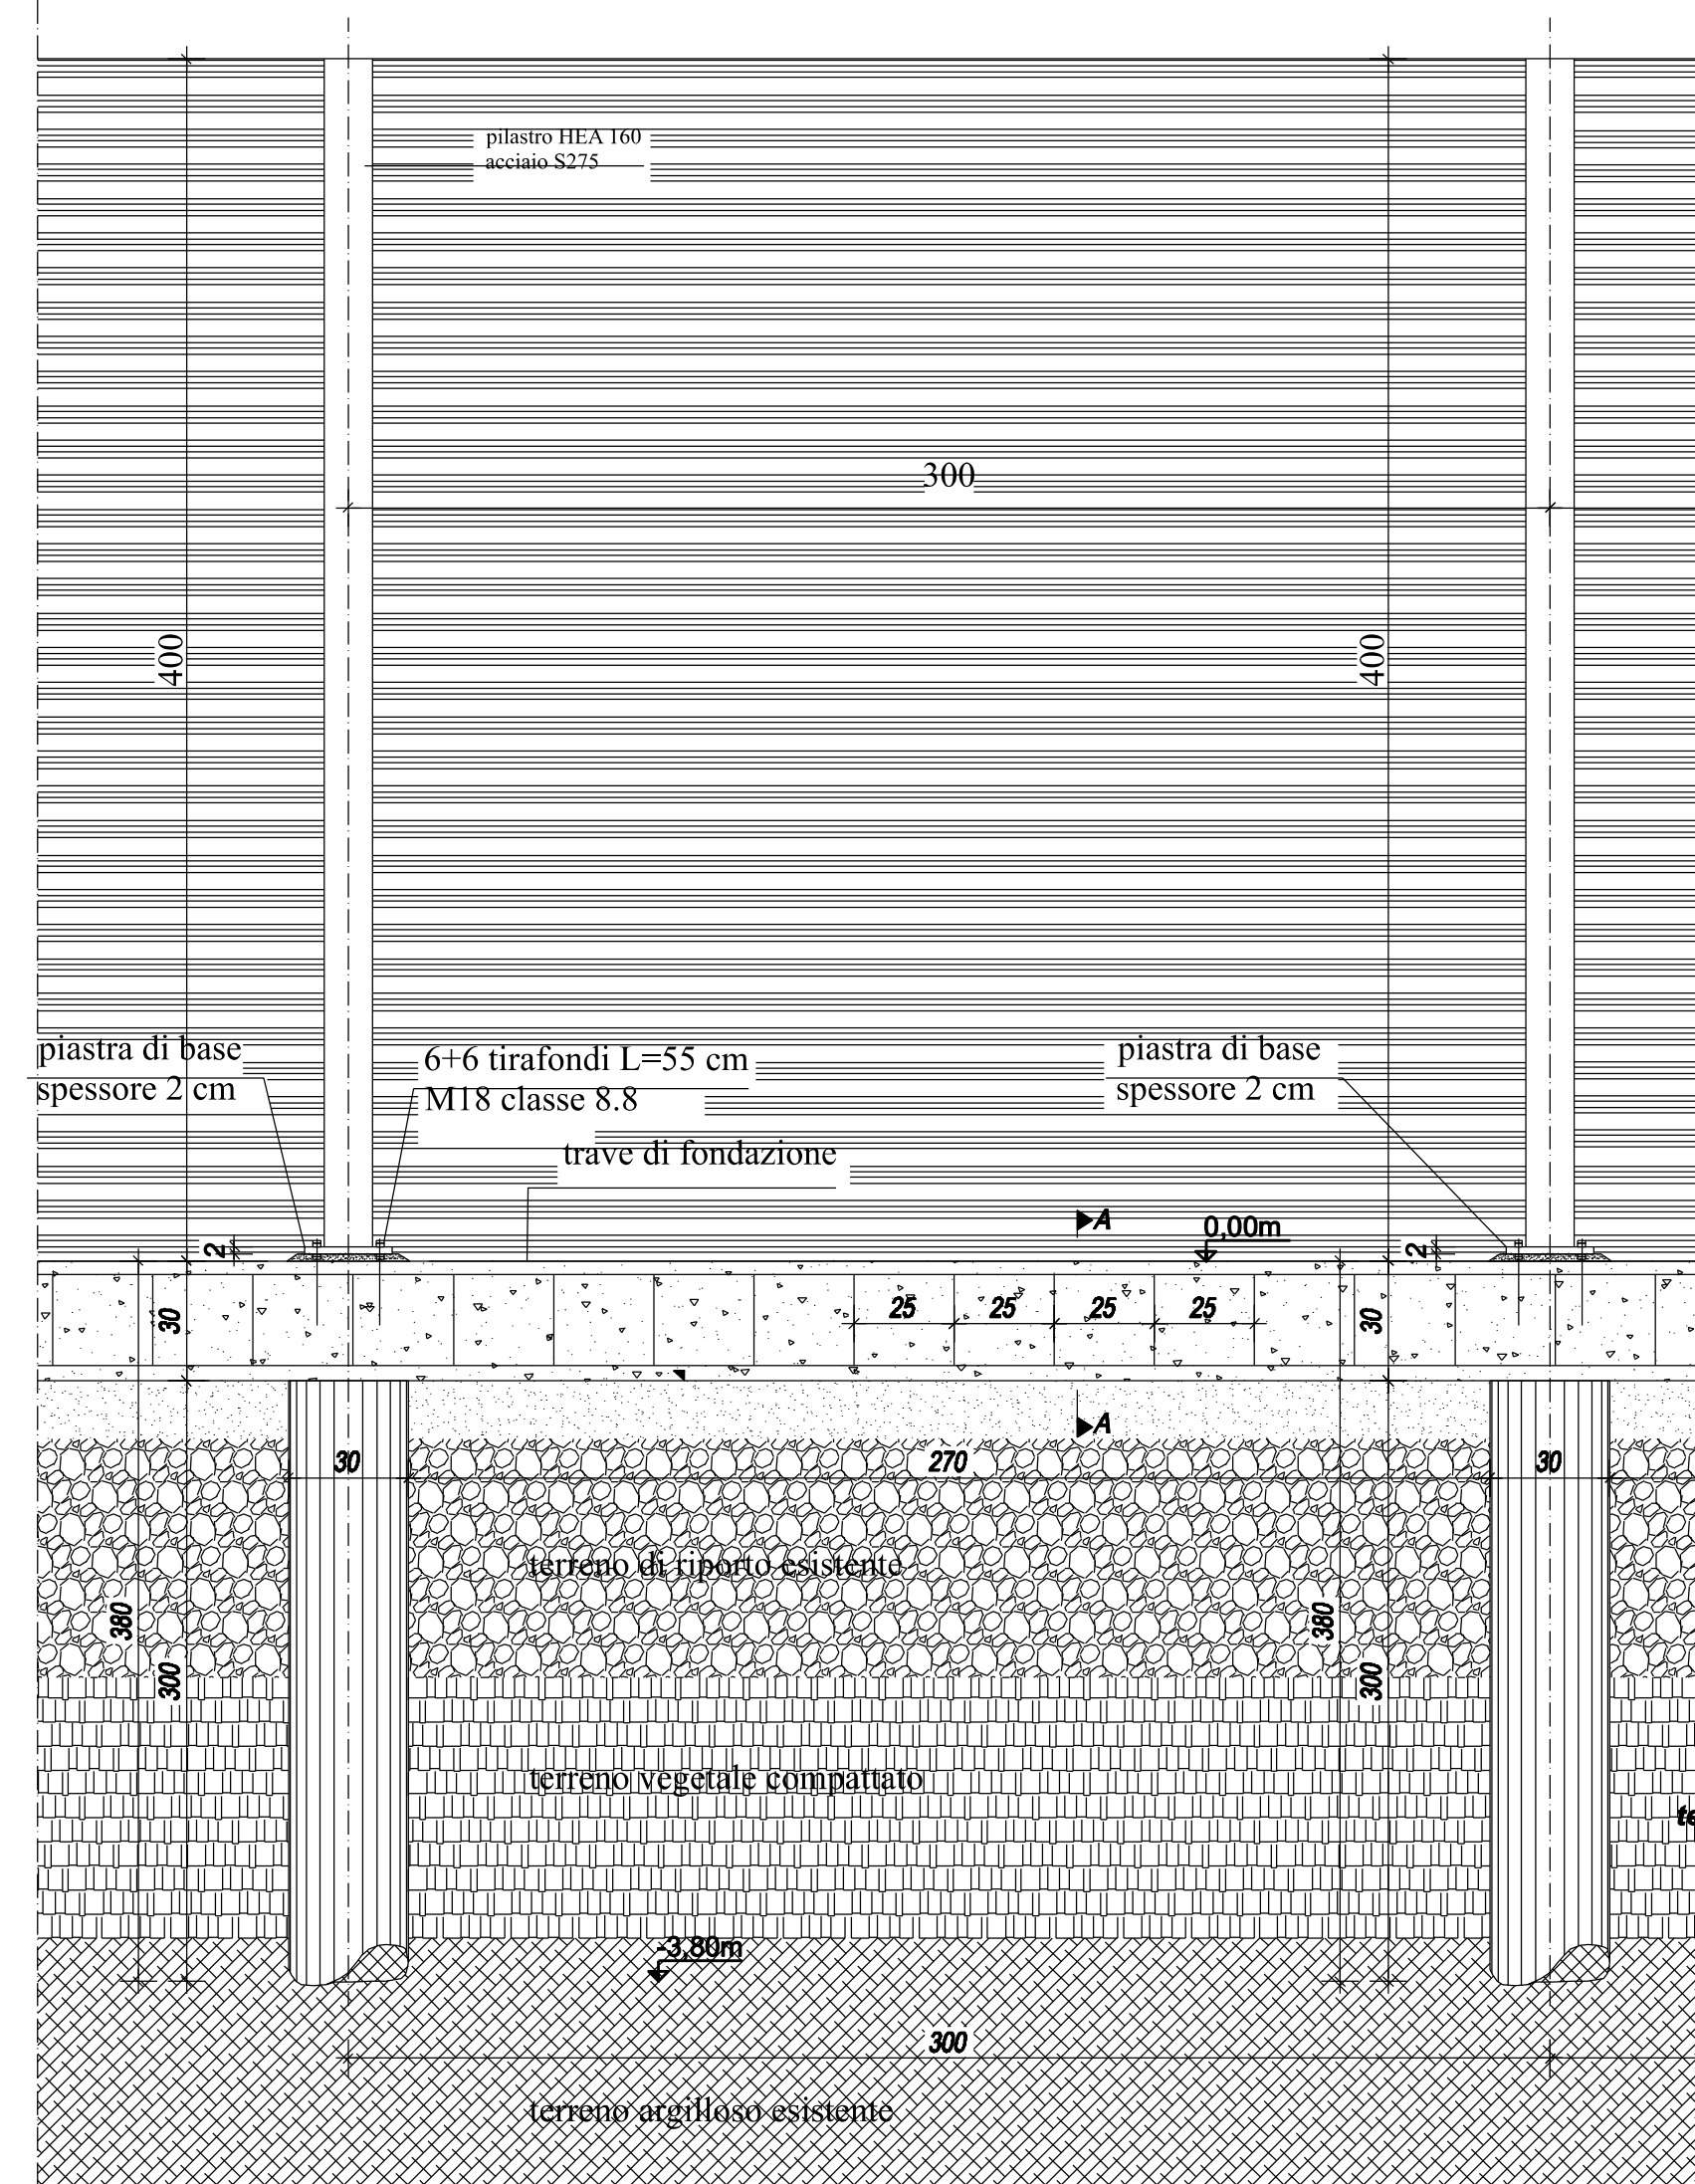 pilastro HEA 160
acciaio S275
300
400
400
piastra di base
spessore 2 cm
6+6 tirafondi L=55 cm
M18 classe 8.8
piastra di base
spessore 2 cm
trave di fondazione
A
0,00m
2
2
30
25
25
25
25
30
A
30
270
30
terreno di riporto esistente
380
380
300
300
terreno vegetale compattato
te
-3,80m
300
terreno argilloso esistente